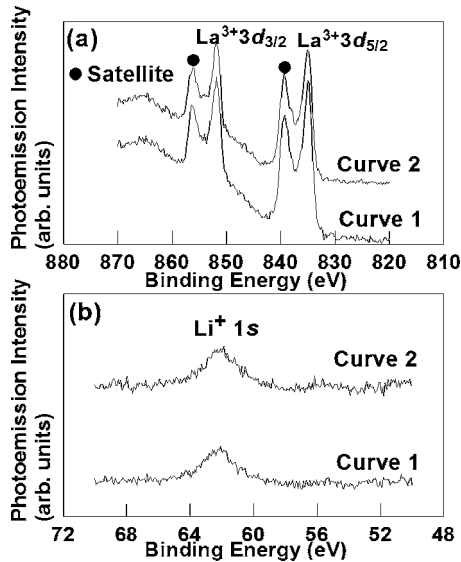 (a)
La3+3d3/2 La3+3d5/2
● Satellite
Curve 2
Curve 1
Photoemission Intensity
(arb. units)
880 870 860 850 840 830 820 810
Binding Energy (eV)
(b)
Li+ 1s
Curve 2
Curve 1
Photoemission Intensity
(arb. units)
72 68 64 60 56 52 48
Binding Energy (eV)